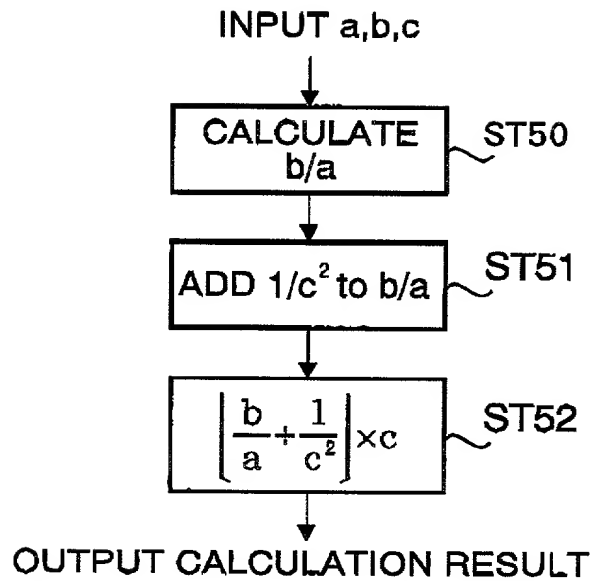 INPUT a,b,c
CALCULATE
b/a
ST50
ADD 1/c² to b/a
ST51
⌊b/a + 1/c²⌋×c
ST52
OUTPUT CALCULATION RESULT